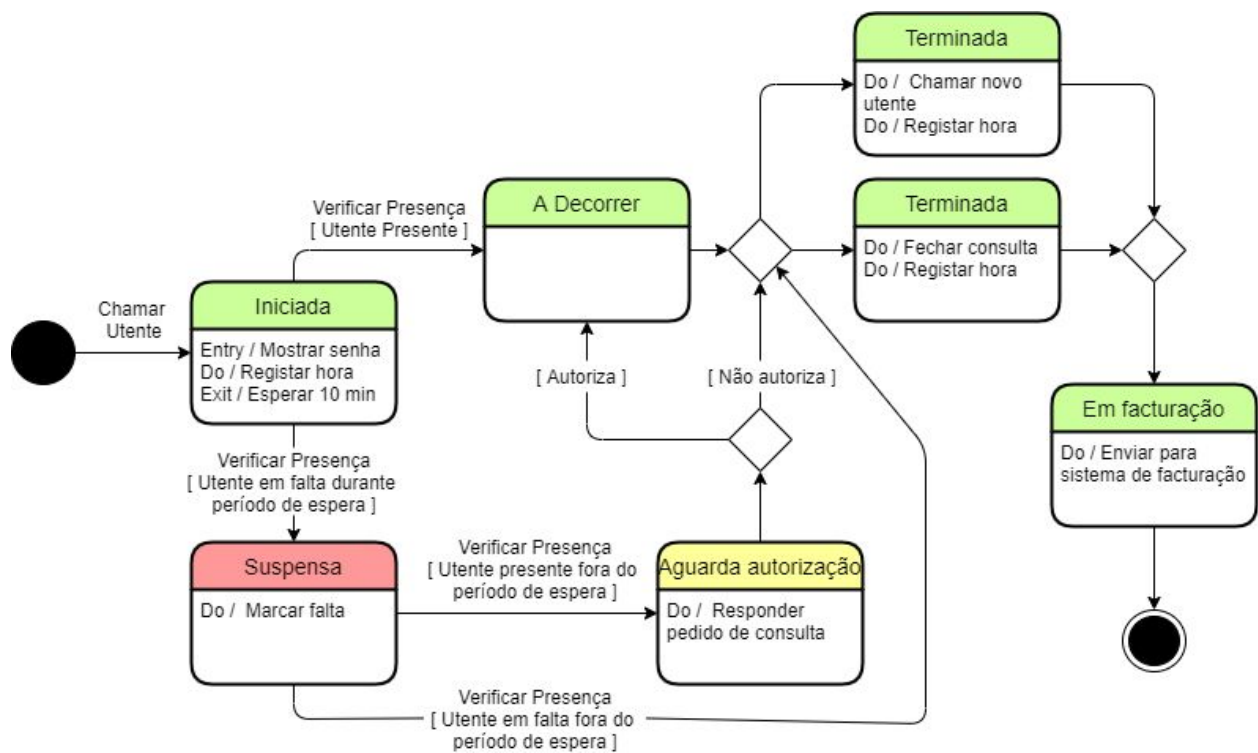 Terminada
Do /  Chamar novo
utente
Do / Registar hora
A Decorrer
Verificar Presença
[ Utente Presente ]
Terminada
Do / Fechar consulta
Do / Registar hora
Chamar
Utente
Iniciada
Entry / Mostrar senha
Do / Registar hora
Exit / Esperar 10 min
[ Autoriza ]
[ Não autoriza ]
Em facturação
Do / Enviar para
sistema de facturação
Verificar Presença
[ Utente em falta durante
período de espera ]
Suspensa
Do /  Marcar falta
Verificar Presença
[ Utente presente fora do
período de espera ]
Aguarda autorização
Do /  Responder
pedido de consulta
Verificar Presença
[ Utente em falta fora do
período de espera ]